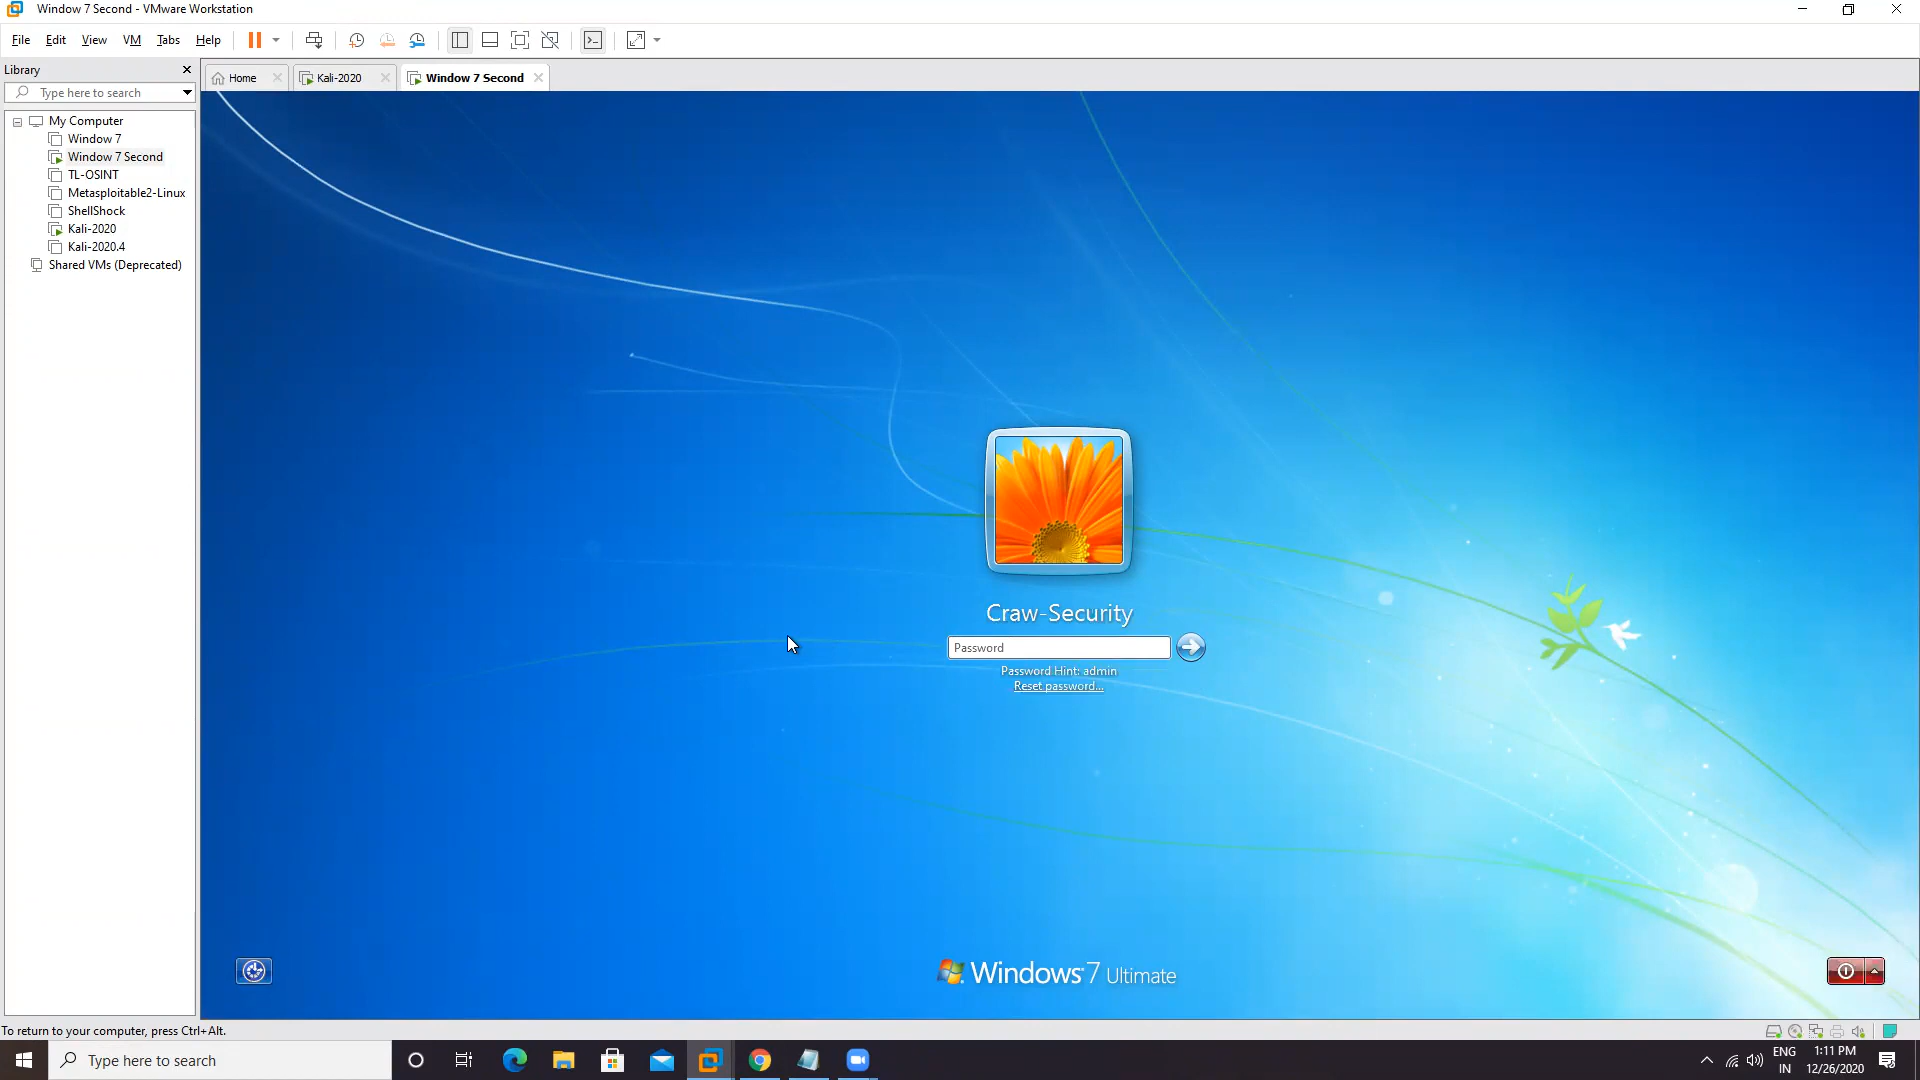 Window 7 Second - VMware Workstation
File Edit View VM Tabs Help
Library
Type here to search
Home
Kali-2020
Window 7 Second
My Computer
Window 7
Window 7 Second
TL-OSINT
Metasploitable2-Linux
ShellShock
Kali-2020
Kali-2020.4
Shared VMs (Deprecated)
Craw-Security
Password
Password Hint: admin
Reset password...
Windows 7 Ultimate
To return to your computer, press Ctrl+Alt.
Type here to search
ENG
IN
1:11 PM
12/26/2020